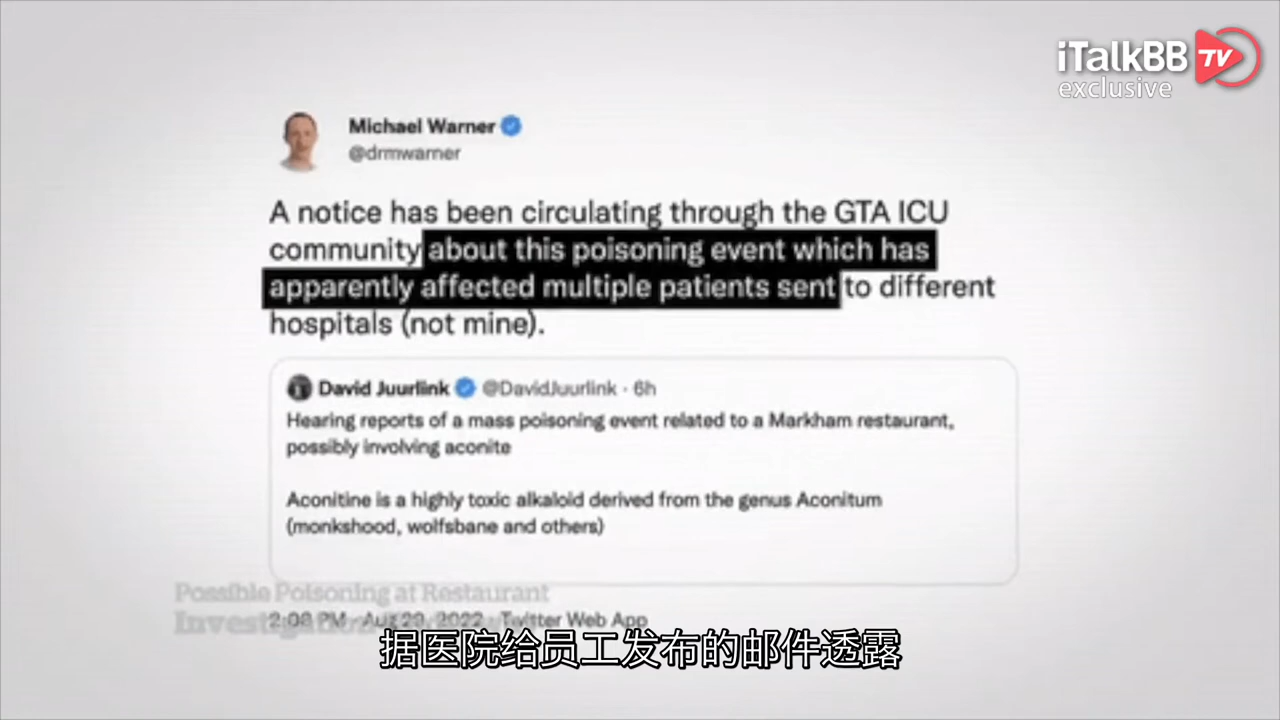 iTalkBB TV
exclusive
Michael Warner
@drmwarner
A notice has been circulating through the GTA ICU
community about this poisoning event which has
apparently affected multiple patients sent to different
hospitals (not mine).
David Juurlink @DavidJuurlink · 6h
Hearing reports of a mass poisoning event related to a Markham restaurant,
possibly involving aconite
Aconitine is a highly toxic alkaloid derived from the genus Aconitum
(monkshood, wolfsbane and others)
Possible Poisoning at Restaurant
2:08 PM · Aug 29, 2022 · Twitter Web App
据医院给员工发布的邮件透露